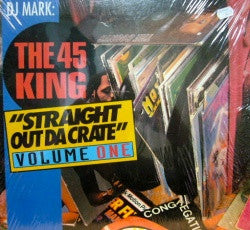 DJ MARK:
THE 45
KING
"STRAIGHT
OUT DA CRATE"
VOLUME ONE